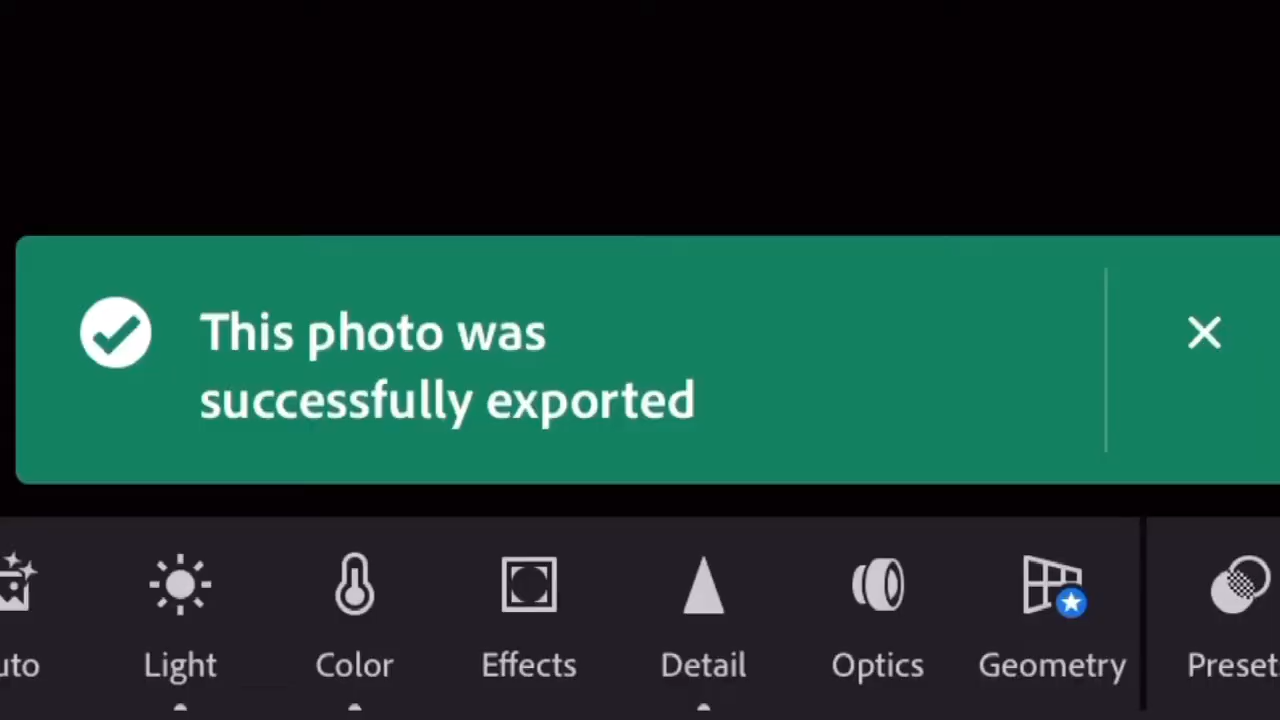 This photo was
successfully exported
uto Light Color Effects Detail Optics Geometry Preset